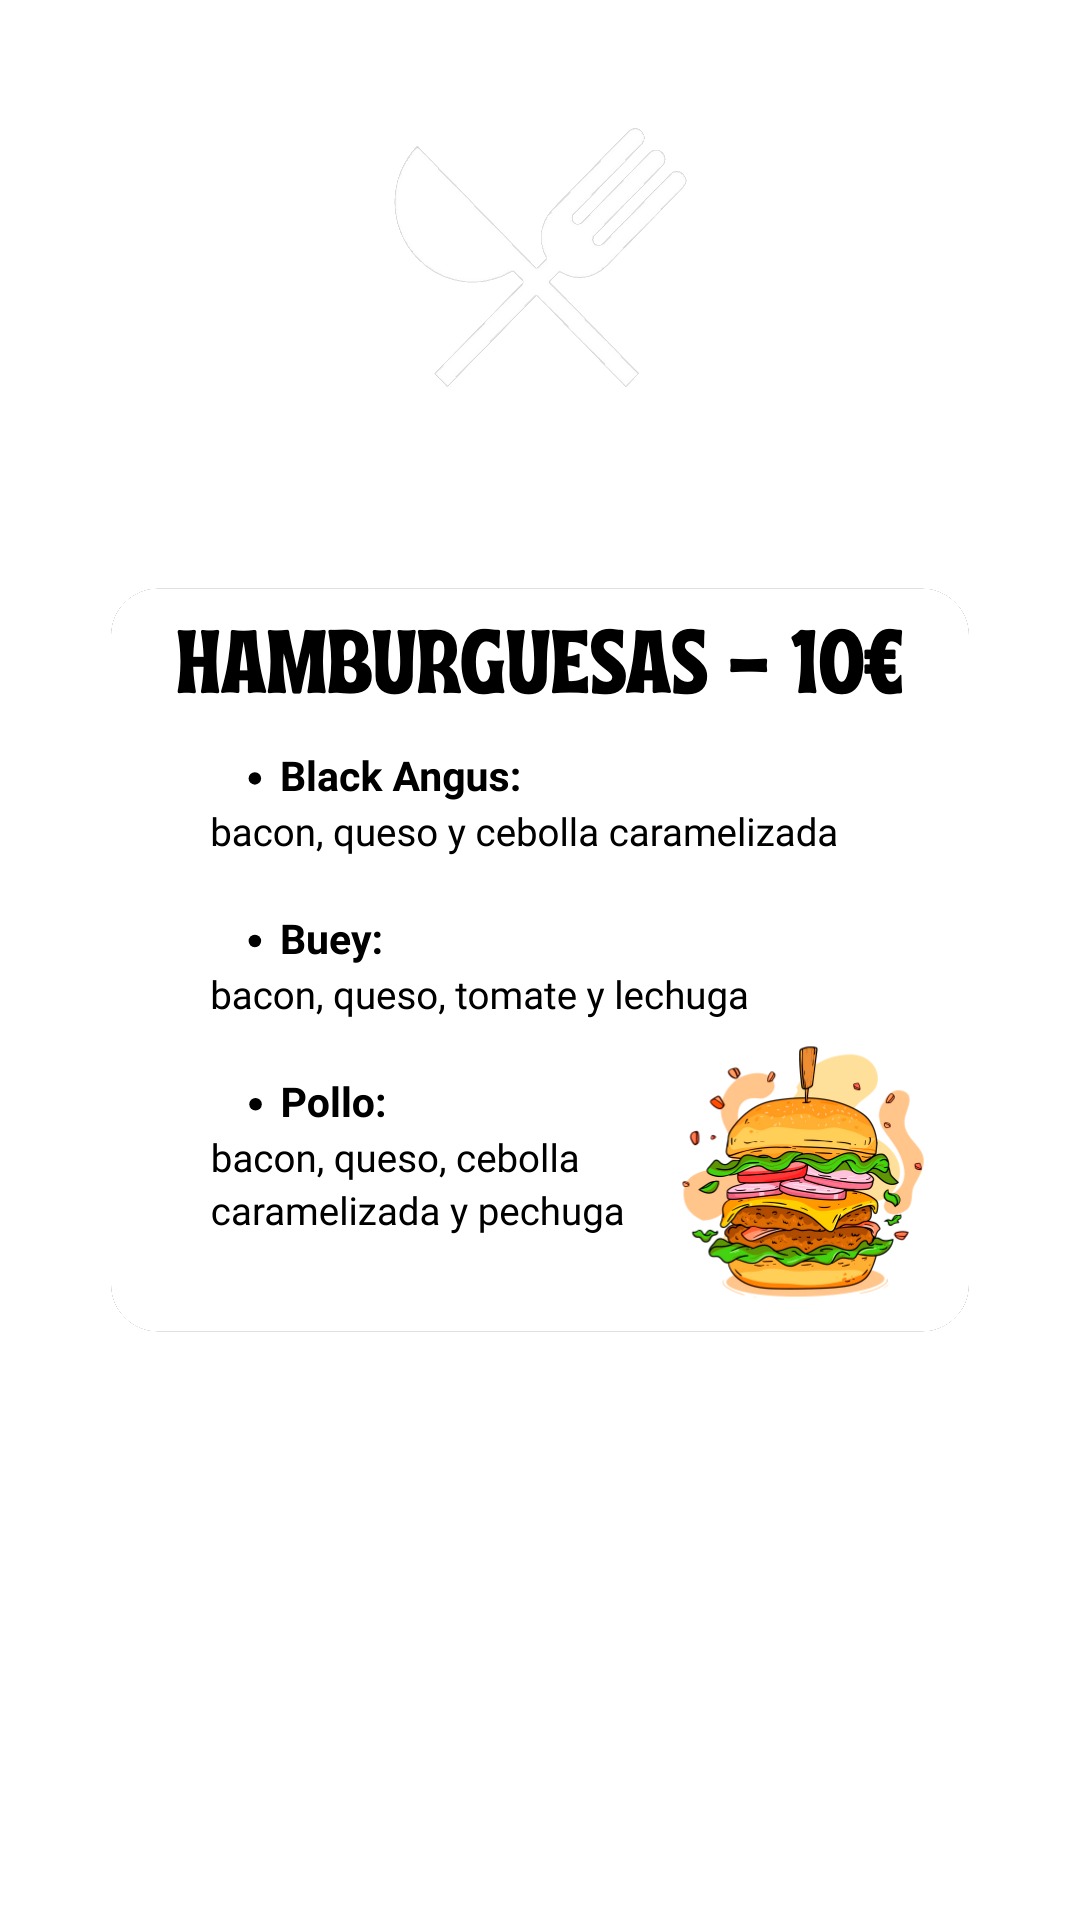 HAMBURGUESAS – 10€
• Black Angus:
bacon, queso y cebolla caramelizada
• Buey:
bacon, queso, tomate y lechuga
• Pollo:
bacon, queso, cebolla
caramelizada y pechuga